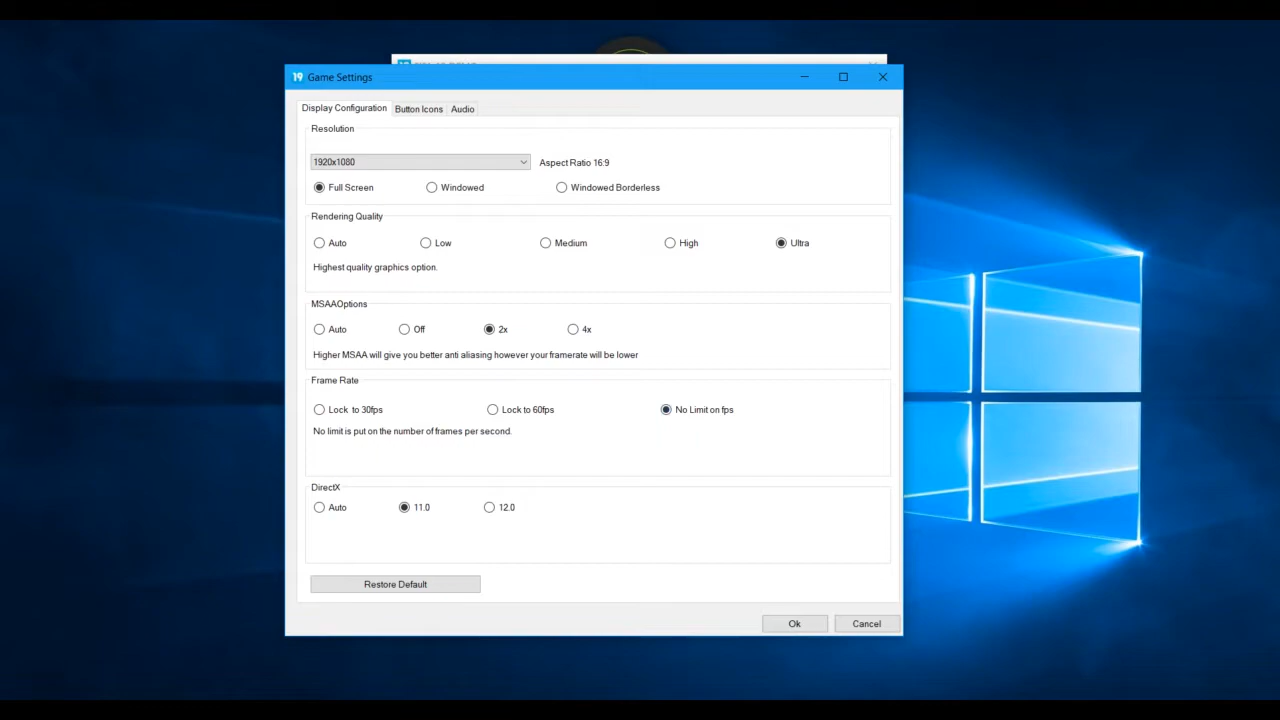 19 Game Settings
Display Configuration Button Icons Audio
Resolution
1920x1080 Aspect Ratio 16:9
Full Screen Windowed Windowed Borderless
Rendering Quality
Auto Low Medium High Ultra
Highest quality graphics option.
MSAAOptions
Auto Off 2x 4x
Higher MSAA will give you better anti aliasing however your framerate will be lower
Frame Rate
Lock to 30fps Lock to 60fps No Limit on fps
No limit is put on the number of frames per second.
DirectX
Auto 11.0 12.0
Restore Default
Ok Cancel